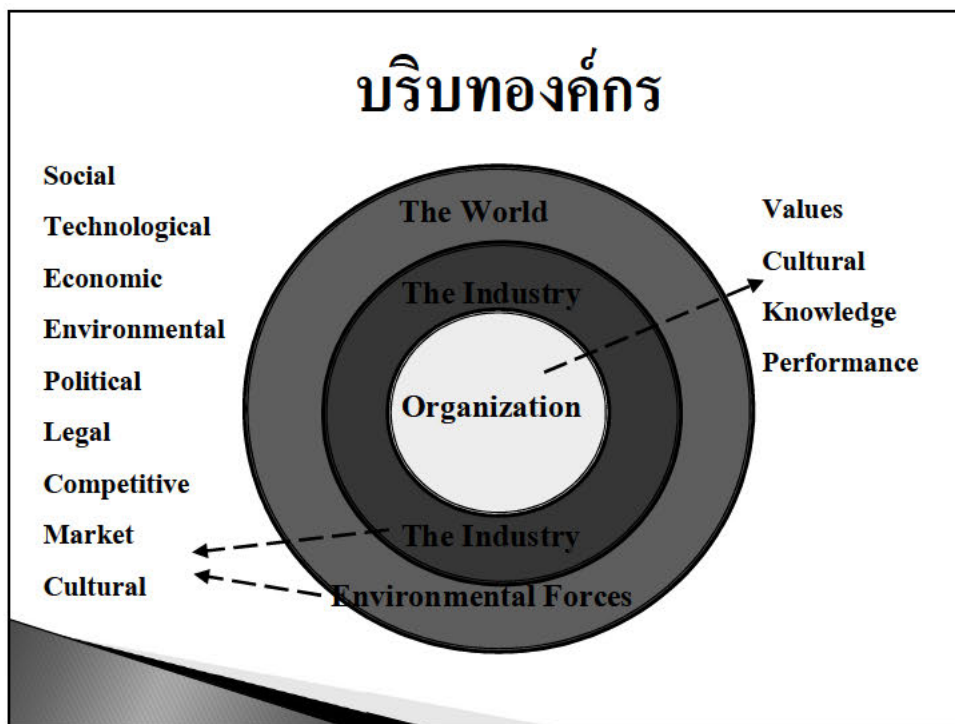 บริบทองค์กร
Social
Technological
Economic
Environmental
Political
Legal
Competitive
Market
Cultural
The World
The Industry
Organization
The Industry
Environmental Forces
Values
Cultural
Knowledge
Performance